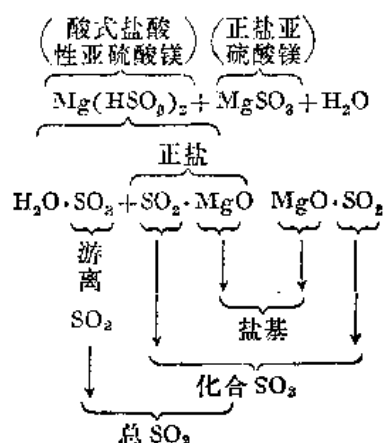 (酸式盐酸性亚硫酸镁) (正盐亚硫酸镁)
Mg(HSO₃)₂+MgSO₃+H₂O
正盐
H₂O·SO₂+SO₂·MgO MgO·SO₂
游离
SO₂
盐基
化合SO₂
总SO₂